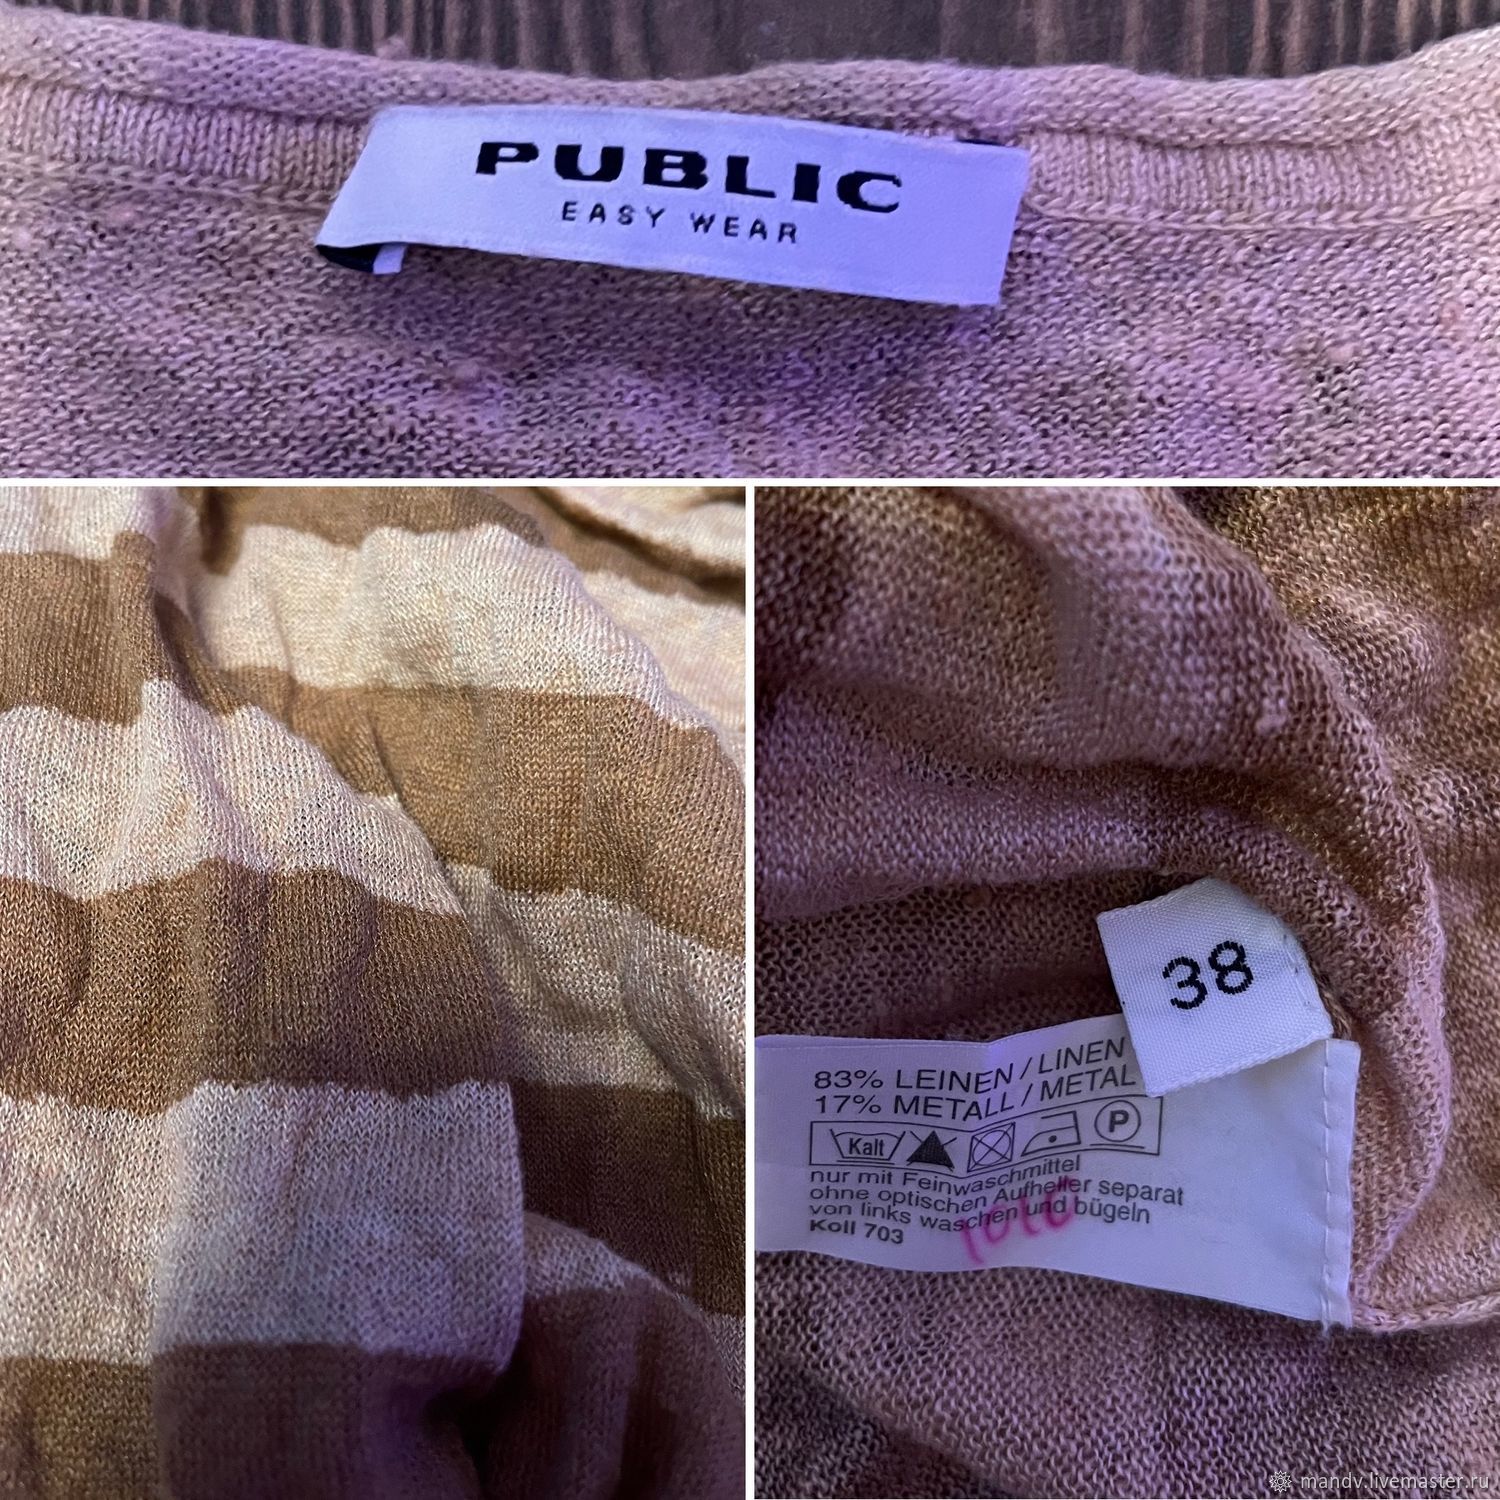 PUBLIC
EASY WEAR
38
83% LEINEN / LINEN
17% METALL / METAL
Kalt P
nur mit Feinwaschmittel
ohne optischen Aufheller separat
von links waschen und bügeln
Koll 703
mandv.livemaster.ru